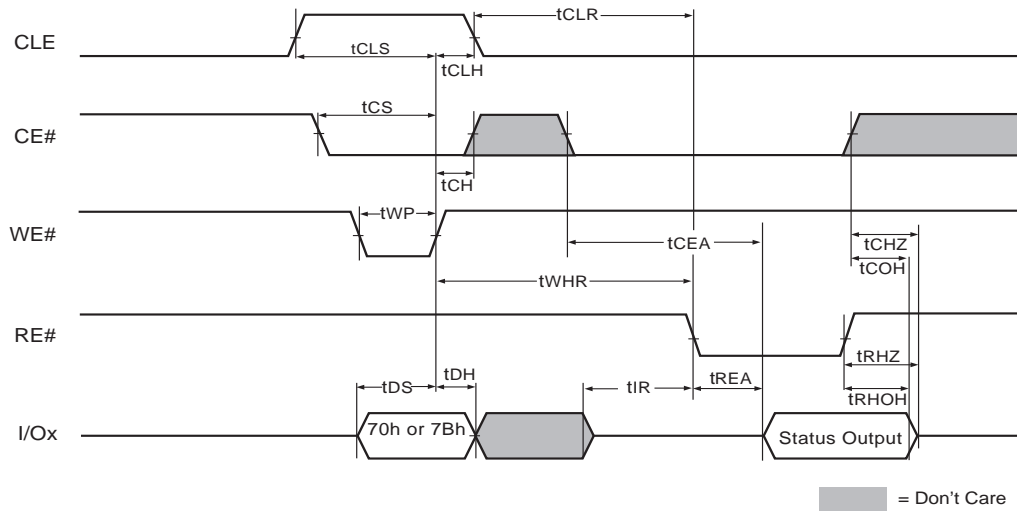 tCLR
CLE
tCLS
tCLH
tCS
CE#
tCH
tWP
WE#
tCEA
tCHZ
tCOH
tWHR
RE#
tRHZ
tDS
tDH
tIR
tREA
tRHOH
I/Ox
70h or 7Bh
Status Output
= Don't Care